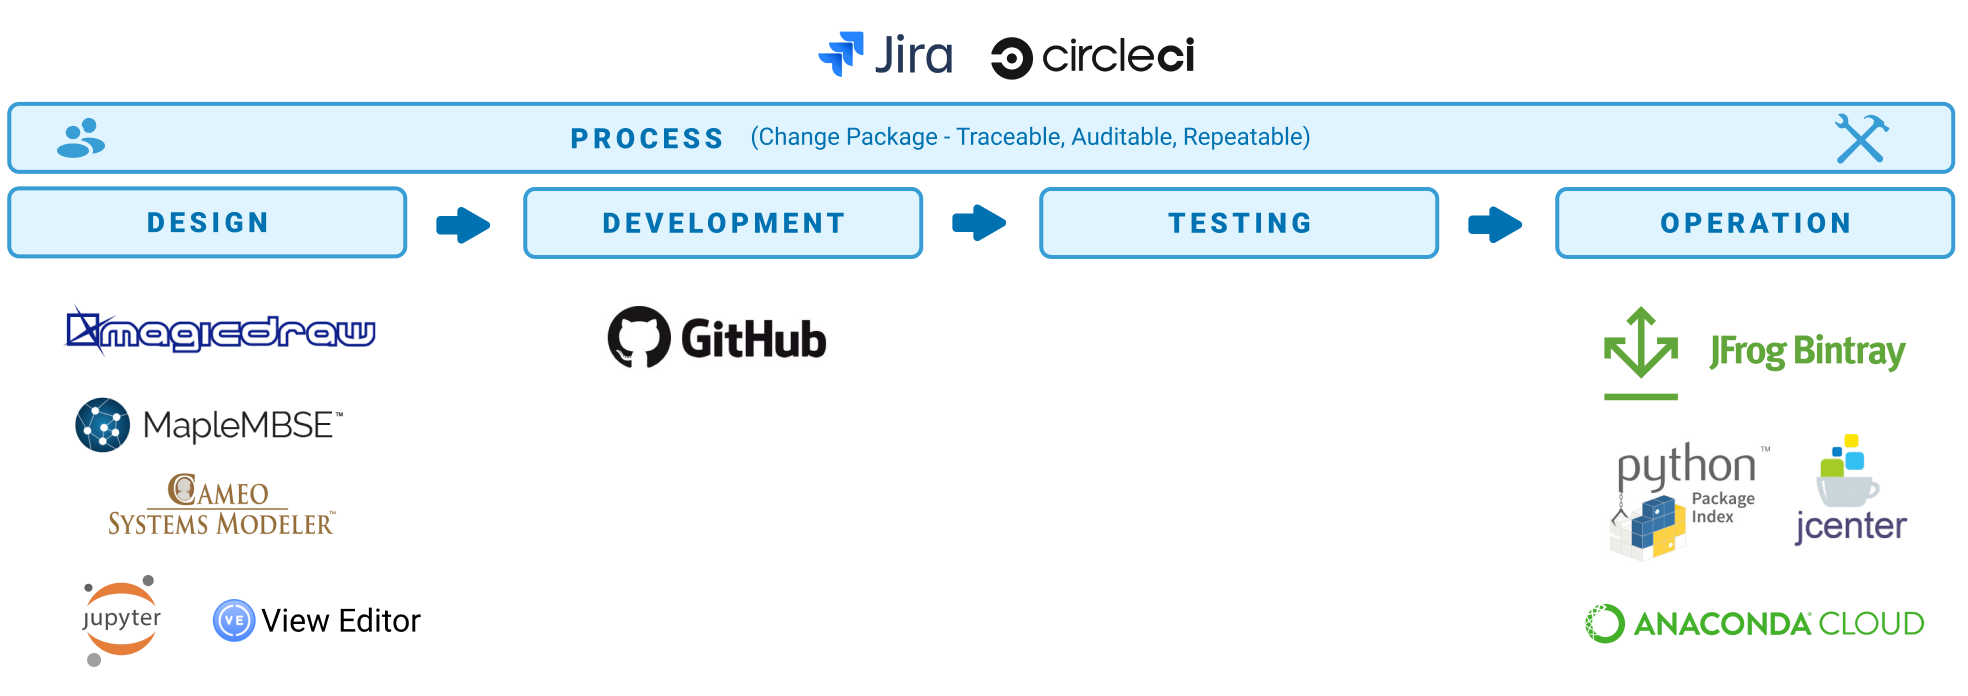 Jira circleci
PROCESS (Change Package - Traceable, Auditable, Repeatable)
DESIGN DEVELOPMENT TESTING OPERATION
magicdraw
MapleMBSE™
CAMEO
SYSTEMS MODELER™
jupyter
VE View Editor
GitHub
JFrog Bintray
python™
Package
Index
jcenter
ANACONDA® CLOUD